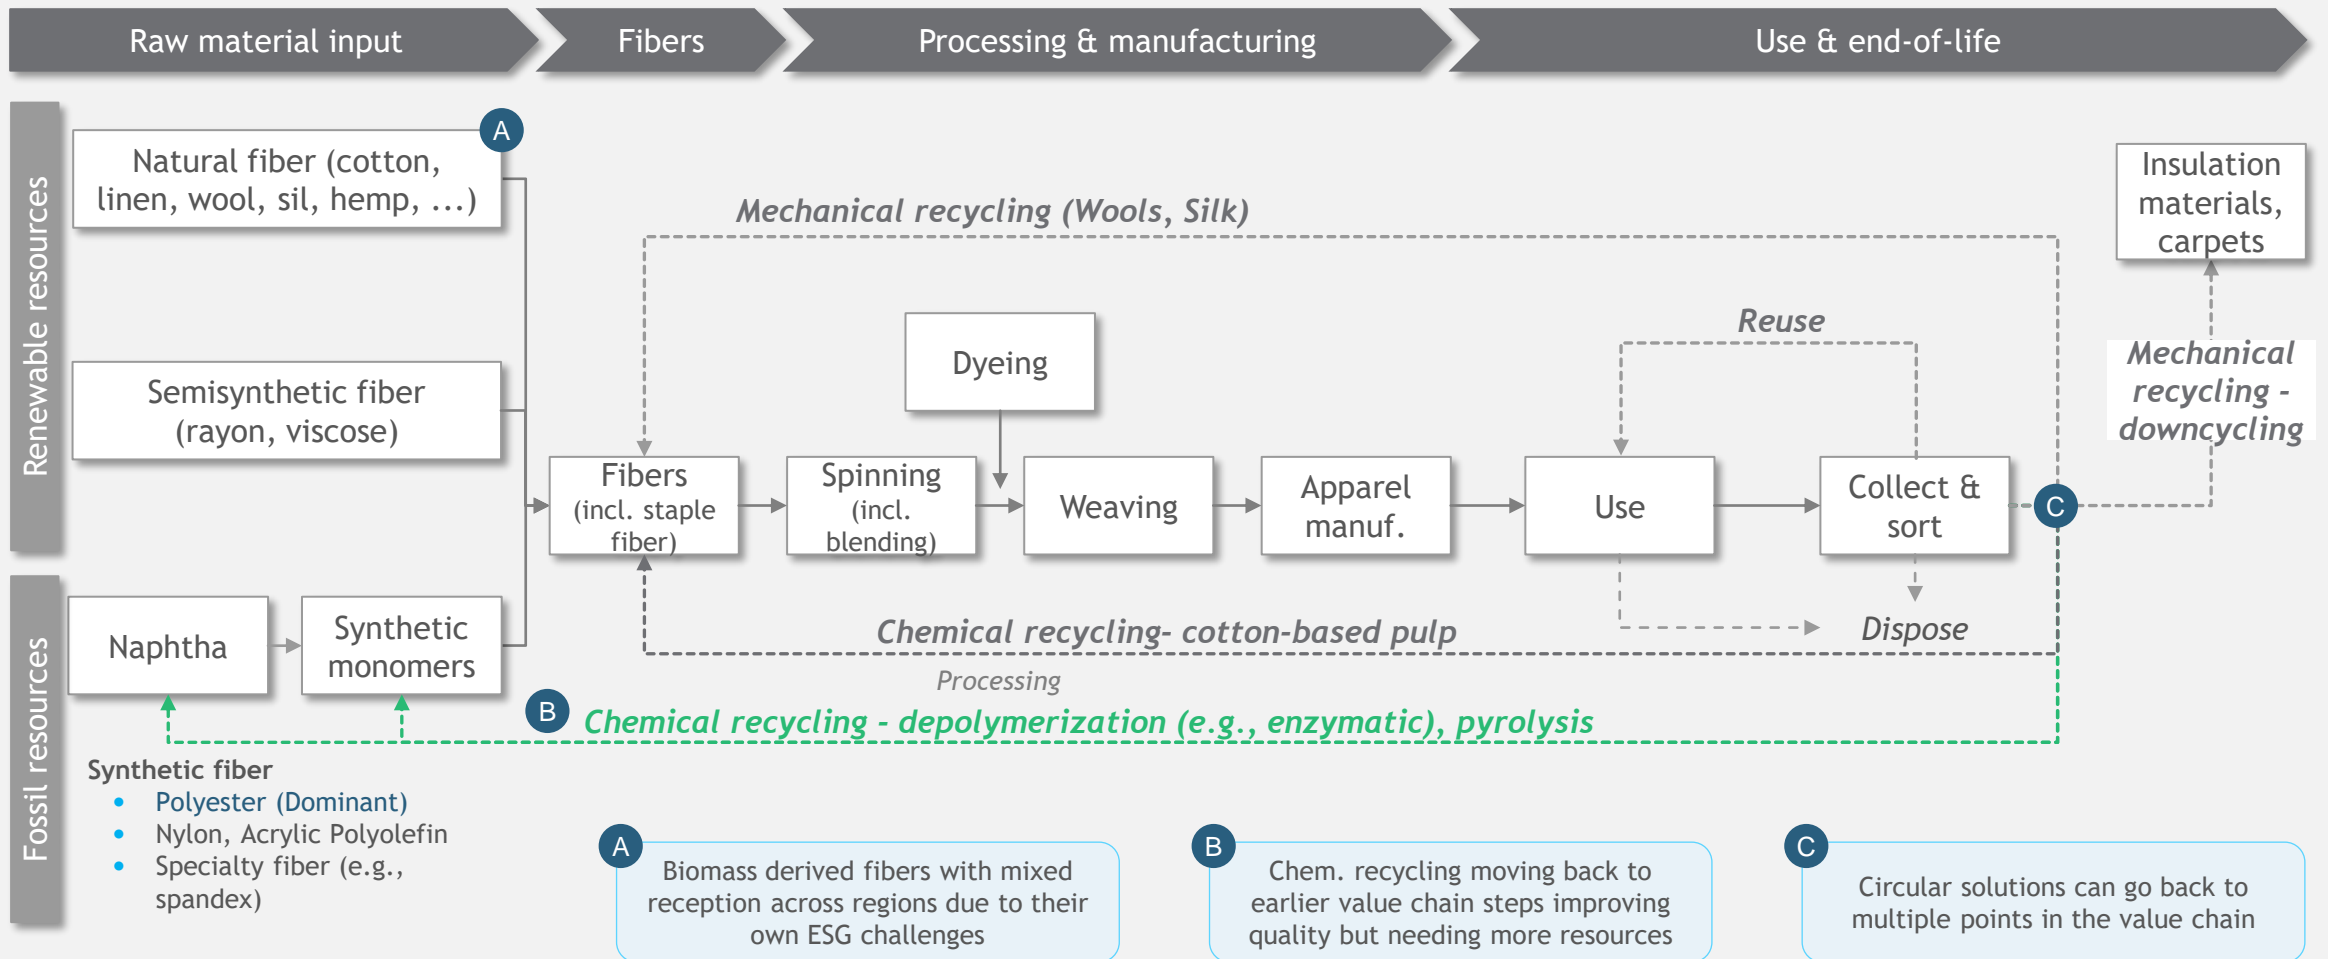 Raw material input
Fibers
Processing & manufacturing
Use & end-of-life
Renewable resources
A
Natural fiber (cotton,
linen, wool, sil, hemp, ...)
Semisynthetic fiber
(rayon, viscose)
Mechanical recycling (Wools, Silk)
Insulation
materials,
carpets
Reuse
Mechanical
recycling -
downcycling
Dyeing
Fibers
(incl. staple
fiber)
Spinning
(incl.
blending)
Weaving
Apparel
manuf.
Use
Collect &
sort
C
Fossil resources
Naphtha
Synthetic
monomers
Chemical recycling- cotton-based pulp
Dispose
Processing
B
Chemical recycling - depolymerization (e.g., enzymatic), pyrolysis
Synthetic fiber
• Polyester (Dominant)
• Nylon, Acrylic Polyolefin
• Specialty fiber (e.g.,
spandex)
A
Biomass derived fibers with mixed
reception across regions due to their
own ESG challenges
B
Chem. recycling moving back to
earlier value chain steps improving
quality but needing more resources
C
Circular solutions can go back to
multiple points in the value chain